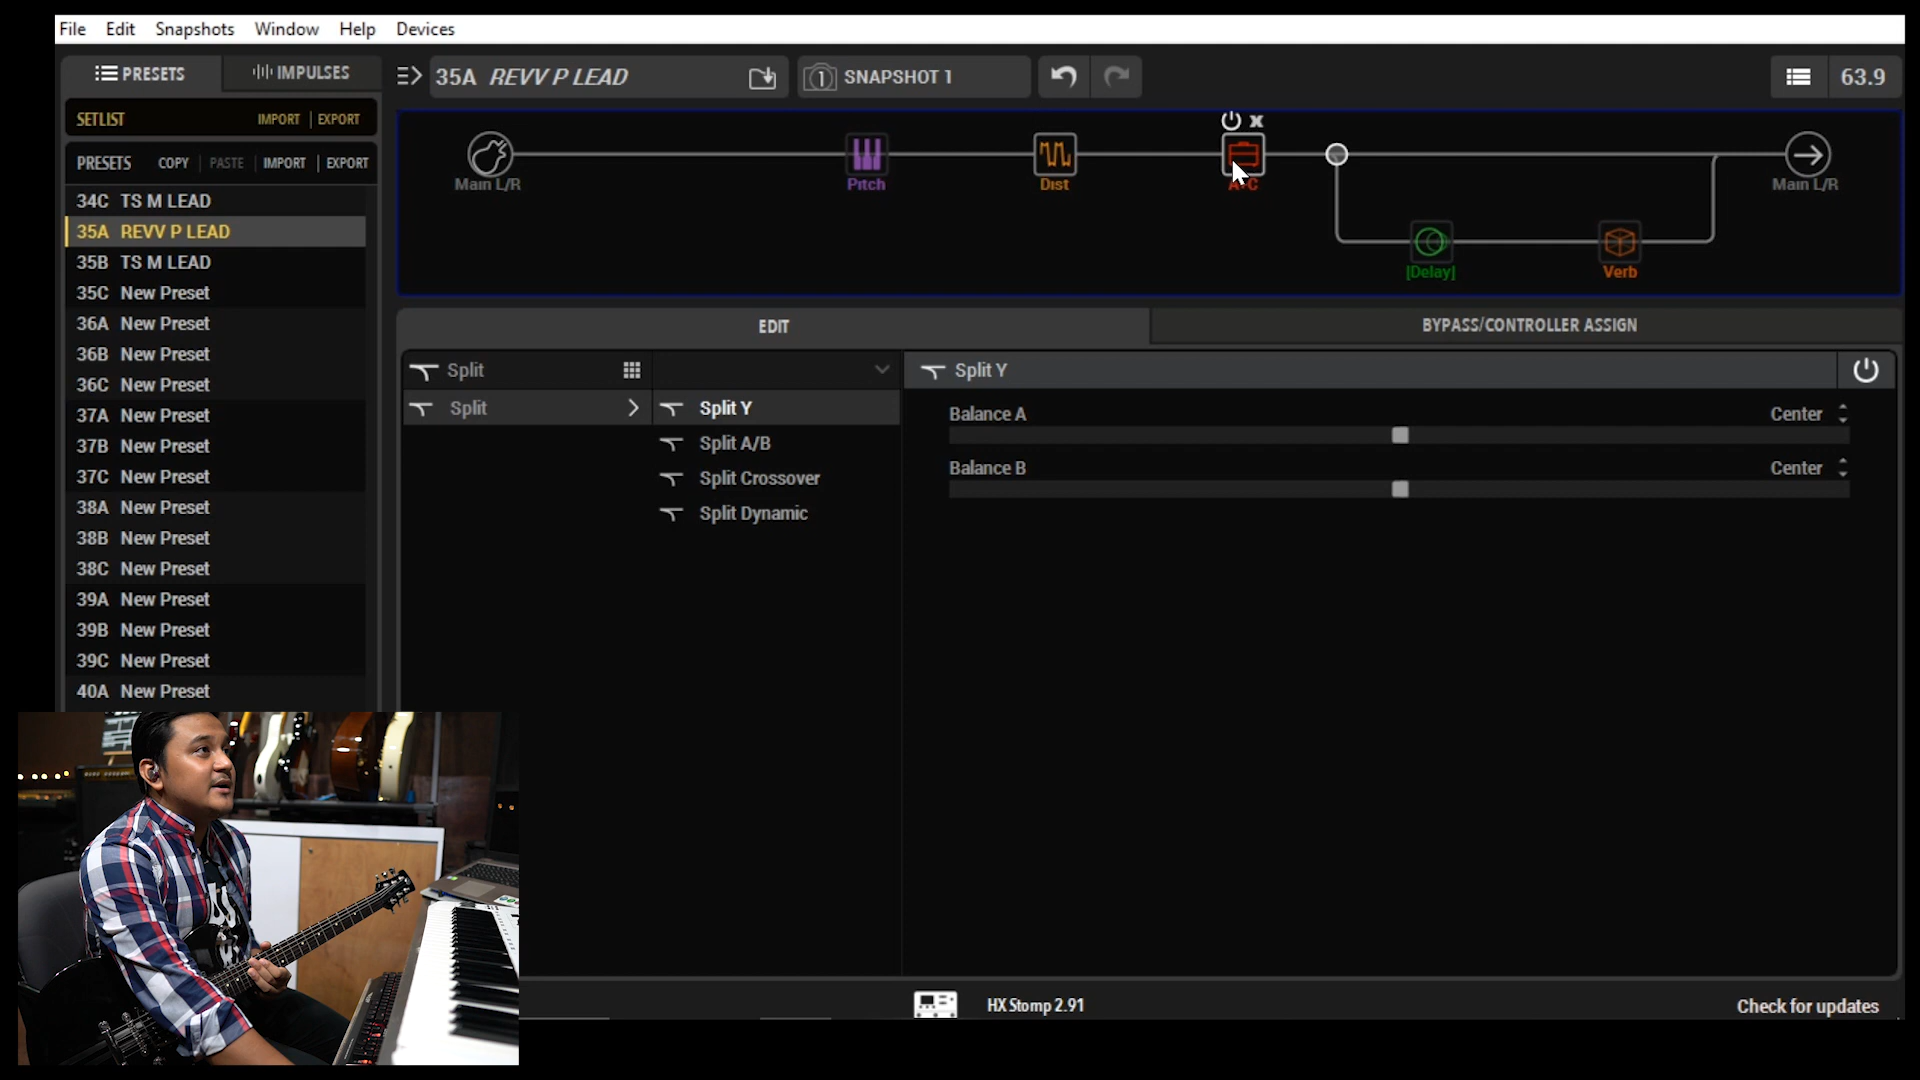 File Edit Snapshots Window Help Devices
PRESETS IMPULSES
35A REVV P LEAD
1 SNAPSHOT 1
63.9
SETLIST IMPORT | EXPORT
PRESETS COPY | PASTE | IMPORT | EXPORT
34C TS M LEAD
35A REVV P LEAD
35B TS M LEAD
35C New Preset
36A New Preset
36B New Preset
36C New Preset
37A New Preset
37B New Preset
37C New Preset
38A New Preset
38B New Preset
38C New Preset
39A New Preset
39B New Preset
39C New Preset
40A New Preset
Main L/R
Pitch
Dist
Main L/R
[Delay]
Verb
EDIT
BYPASS/CONTROLLER ASSIGN
Split
Split
Split Y
Split A/B
Split Crossover
Split Dynamic
Split Y
Balance A Center
Balance B Center
HX Stomp 2.91
Check for updates